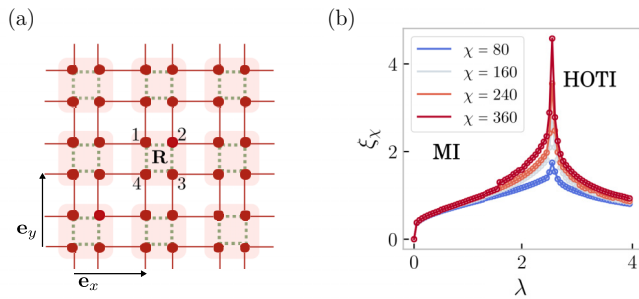 (a)
1 2
R
4 3
e_y
e_x
(b)
χ = 80
χ = 160
χ = 240
χ = 360
HOTI
MI
ξ_χ
4
2
0
0 2 4
λ